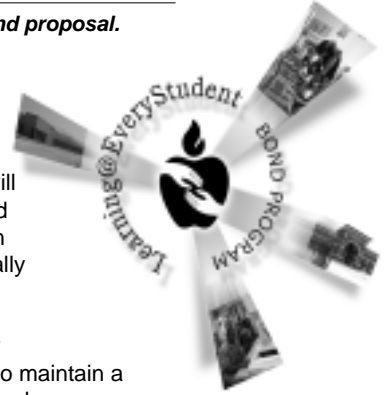 nd proposal.
Learning@EveryStudent
BOND PROGRAM
ill
d
n
ally
o maintain a